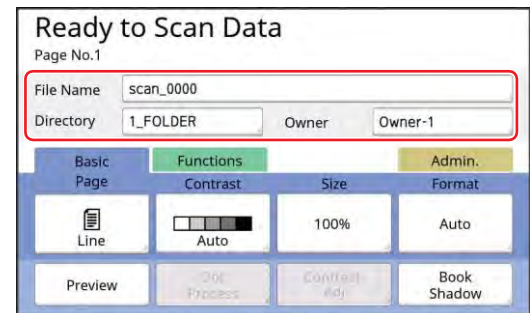 Ready to Scan Data
Page No.1
File Name scan_0000
Directory 1_FOLDER Owner Owner-1
Basic Functions Admin.
Page Contrast Size Format
Line Auto 100% Auto
Preview Dot Process Contrast Adj. Book Shadow